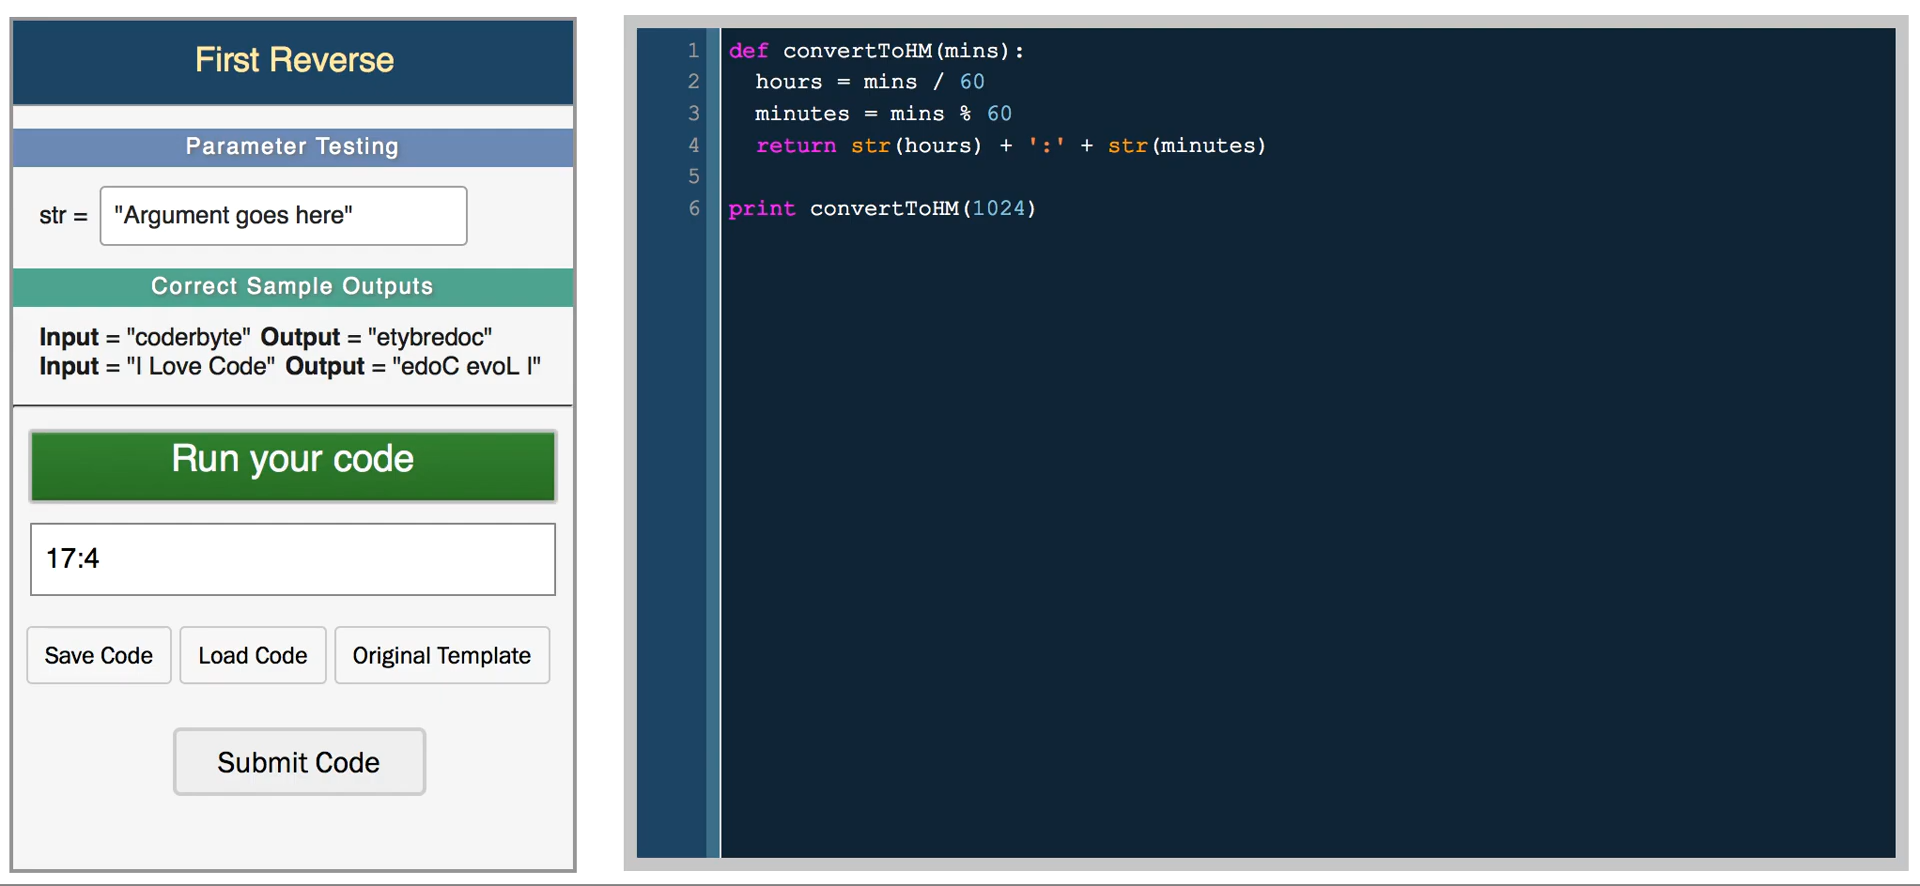 First Reverse
Parameter Testing
str = "Argument goes here"
Correct Sample Outputs
Input = "coderbyte" Output = "etybredoc"
Input = "I Love Code" Output = "edoC evoL I"
Run your code
17:4
Save Code Load Code Original Template
Submit Code
1 def convertToHM(mins):
2   hours = mins / 60
3   minutes = mins % 60
4   return str(hours) + ':' + str(minutes)
5
6 print convertToHM(1024)